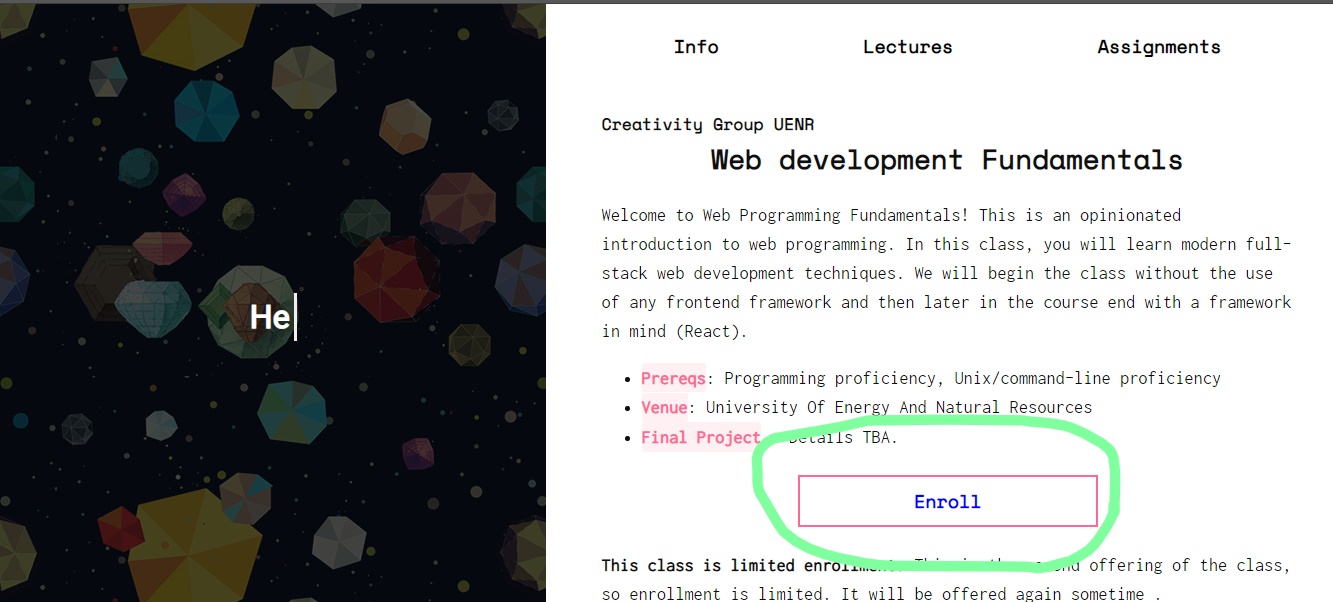 Info
Lectures
Assignments
He
Creativity Group UENR
Web development Fundamentals
Welcome to Web Programming Fundamentals! This is an opinionated
introduction to web programming. In this class, you will learn modern full-
stack web development techniques. We will begin the class without the use
of any frontend framework and then later in the course end with a framework
in mind (React).
Prereqs: Programming proficiency, Unix/command-line proficiency
Venue: University Of Energy And Natural Resources
Final Project Details TBA.
Enroll
This class is limited enrollment. This is the offering of the class,
so enrollment is limited. It will be offered again sometime .